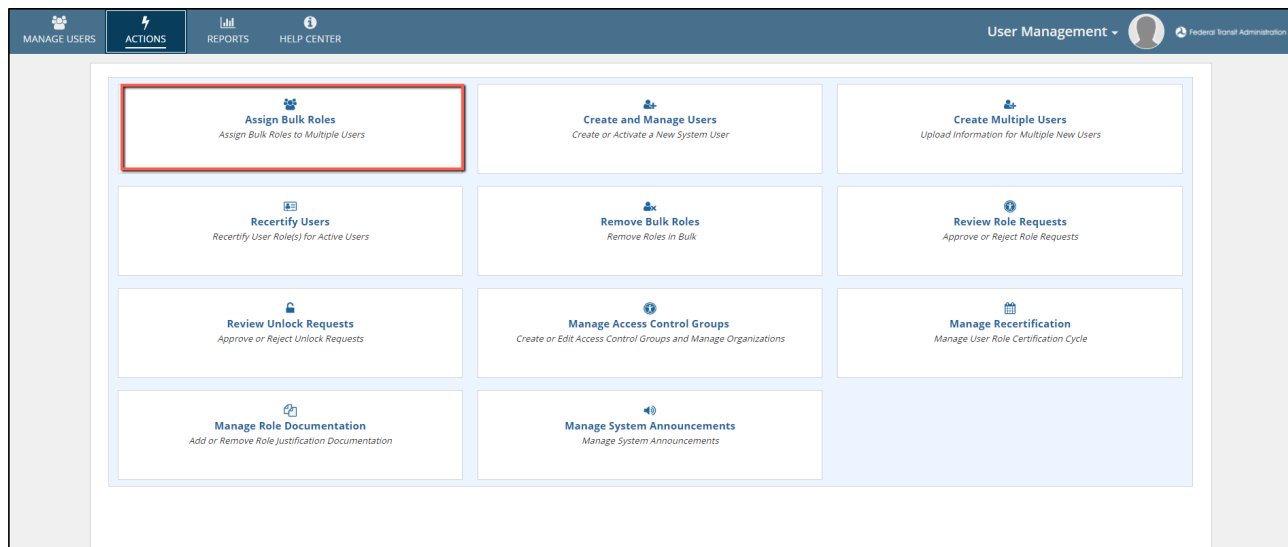 MANAGE USERS
ACTIONS
REPORTS
HELP CENTER
User Management
Federal Transit Administration
Assign Bulk Roles
Assign Bulk Roles to Multiple Users
Create and Manage Users
Create or Activate a New System User
Create Multiple Users
Upload Information for Multiple New Users
Recertify Users
Recertify User Role(s) for Active Users
Remove Bulk Roles
Remove Roles in Bulk
Review Role Requests
Approve or Reject Role Requests
Review Unlock Requests
Approve or Reject Unlock Requests
Manage Access Control Groups
Create or Edit Access Control Groups and Manage Organizations
Manage Recertification
Manage User Role Certification Cycle
Manage Role Documentation
Add or Remove Role Justification Documentation
Manage System Announcements
Manage System Announcements